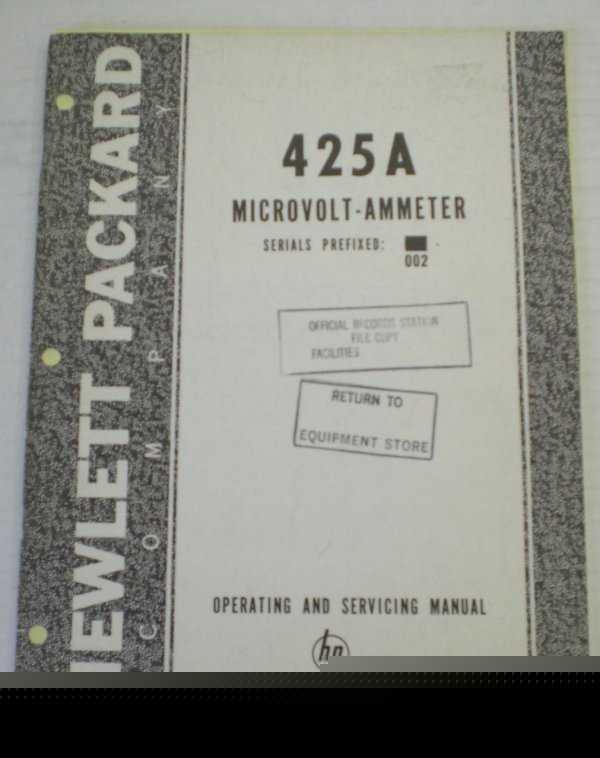 HEWLETT PACKARD
COMPANY
425A
MICROVOLT-AMMETER
SERIALS PREFIXED: -
002
OFFICIAL RECORDS STATION
FILE COPY
FACILITIES
RETURN TO
EQUIPMENT STORE
OPERATING AND SERVICING MANUAL
hp